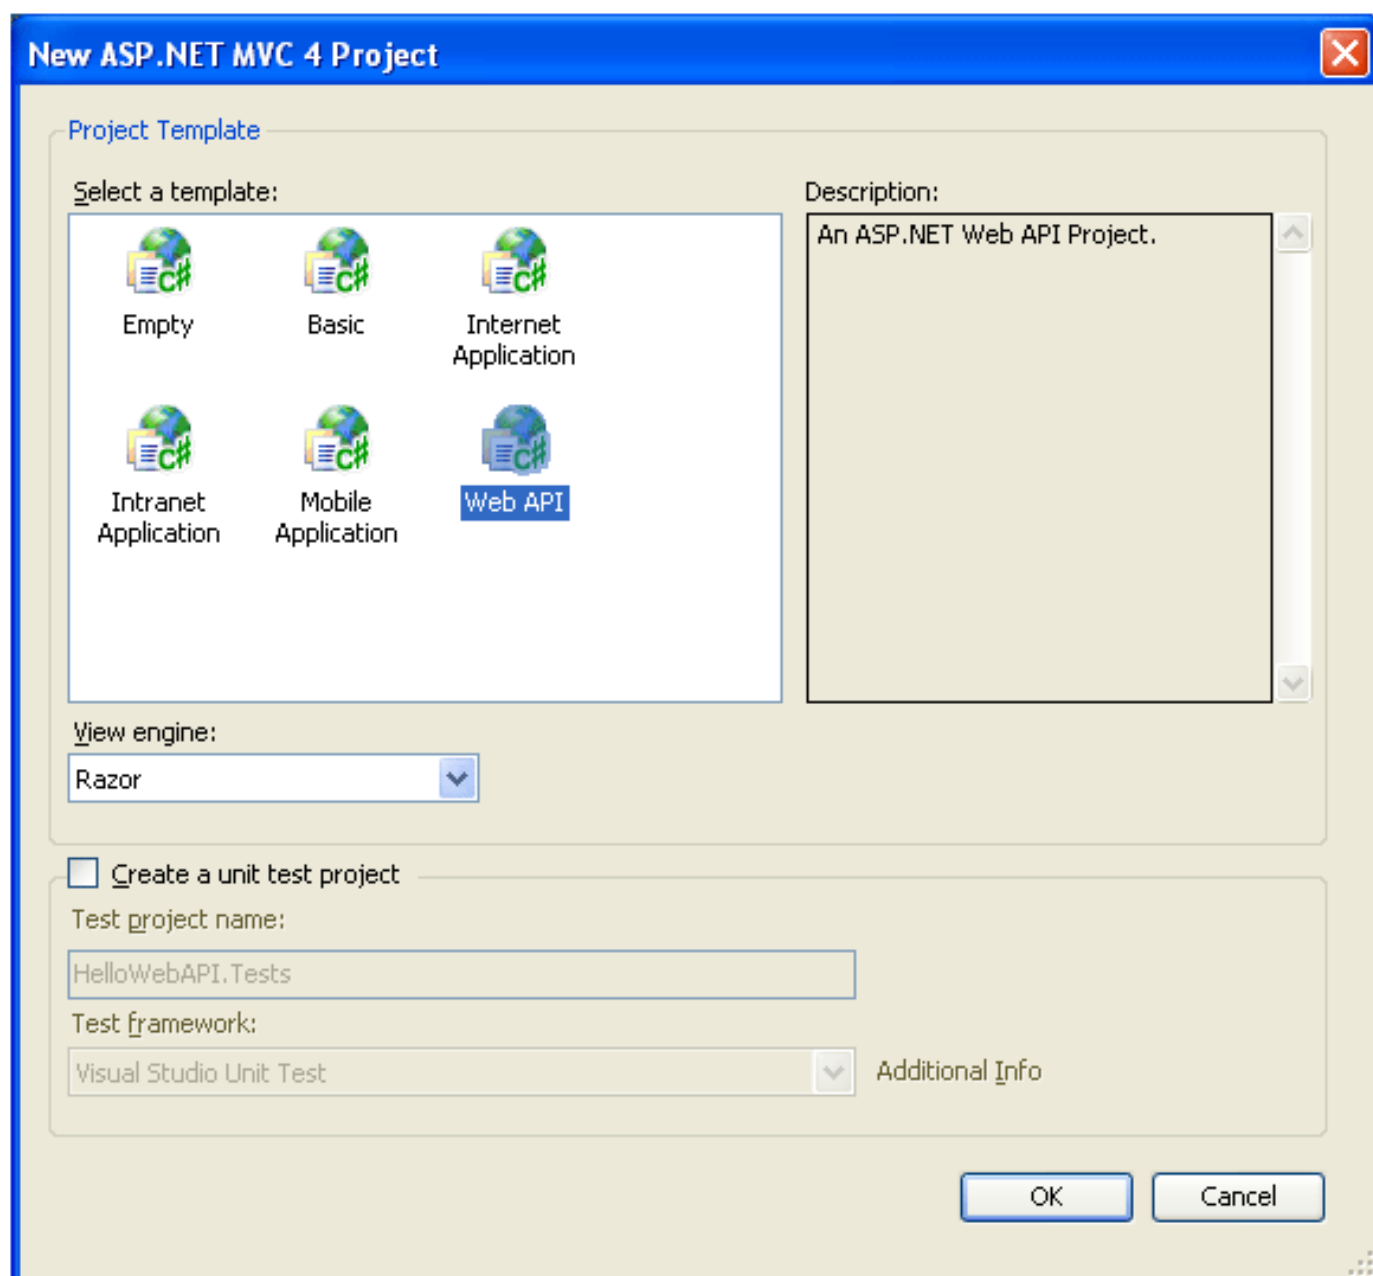 New ASP.NET MVC 4 Project
Project Template
Select a template:
Description:
An ASP.NET Web API Project.
C#
Empty
C#
Basic
C#
Internet
Application
C#
Intranet
Application
C#
Mobile
Application
C#
Web API
View engine:
Razor
Create a unit test project
Test project name:
HelloWebAPI.Tests
Test framework:
Visual Studio Unit Test
Additional Info
OK
Cancel